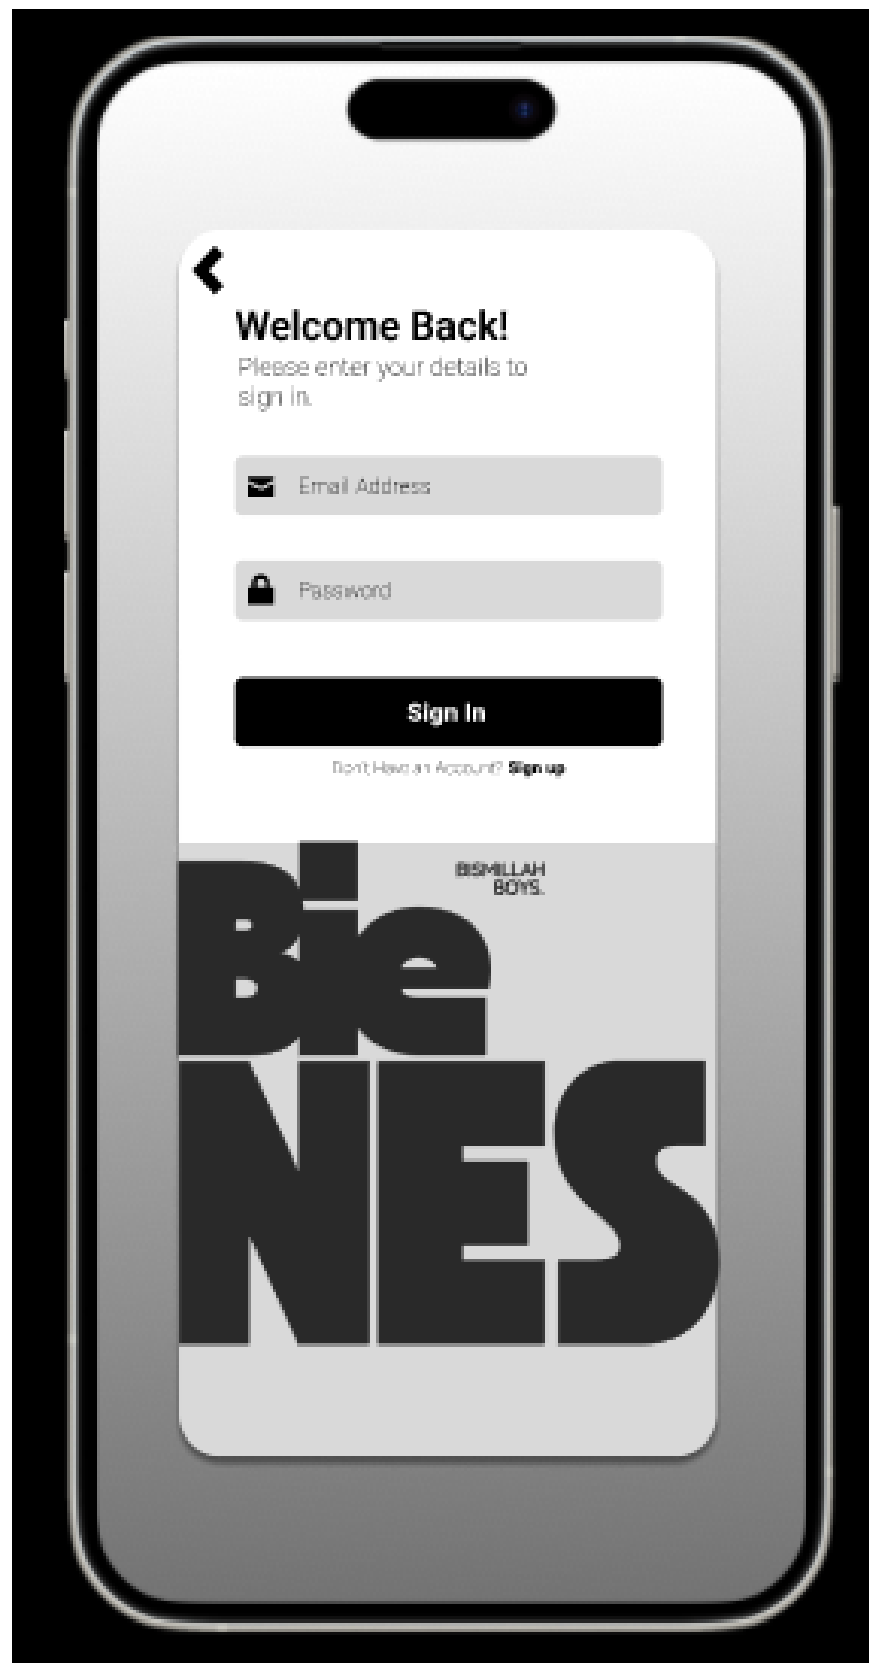 Welcome Back!
Please enter your details to
sign in.
Email Address
Password
Sign In
Don't Have an Account? Sign up
BISMILLAH
BOYS.
Bie
NES